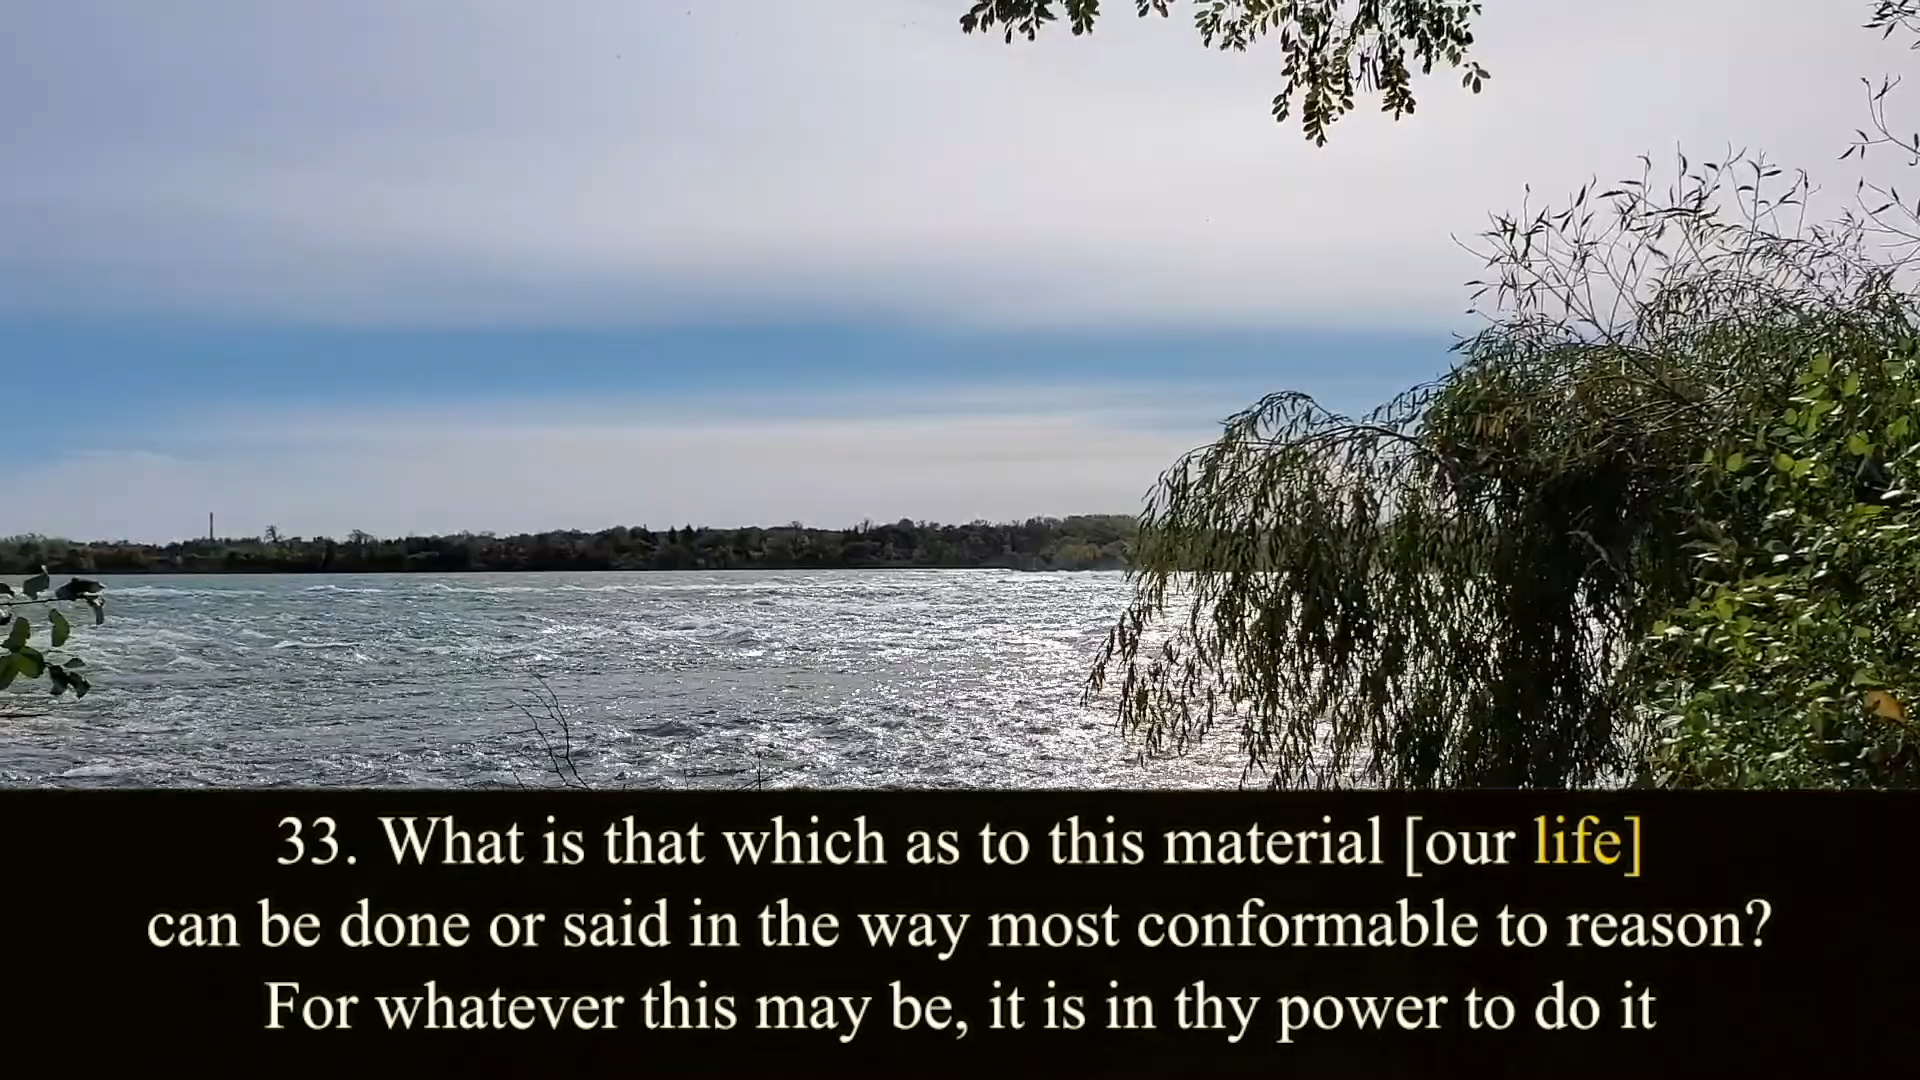 33. What is that which as to this material [our life]
can be done or said in the way most conformable to reason?
For whatever this may be, it is in thy power to do it